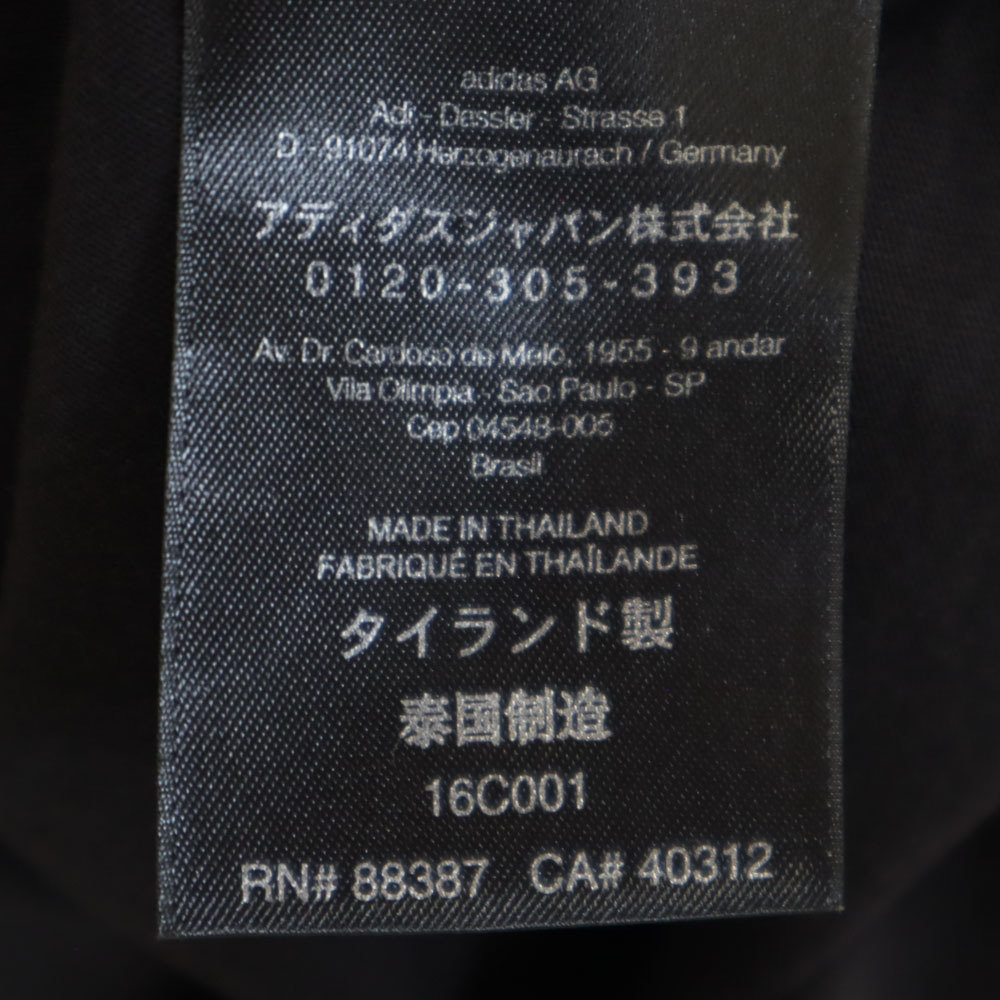 adidas AG
Adi - Dassler - Strasse 1
D - 91074 Herzogenaurach / Germany
アディダスジャパン株式会社
0120-305-393
Av. Dr. Cardoso de Melo, 1955 - 9 andar
Vila Olimpia - Sao Paulo - SP
Cep 04548-005
Brasil
MADE IN THAILAND
FABRIQUÉ EN THAÏLANDE
タイランド製
泰国制造
16C001
RN# 88387 CA# 40312